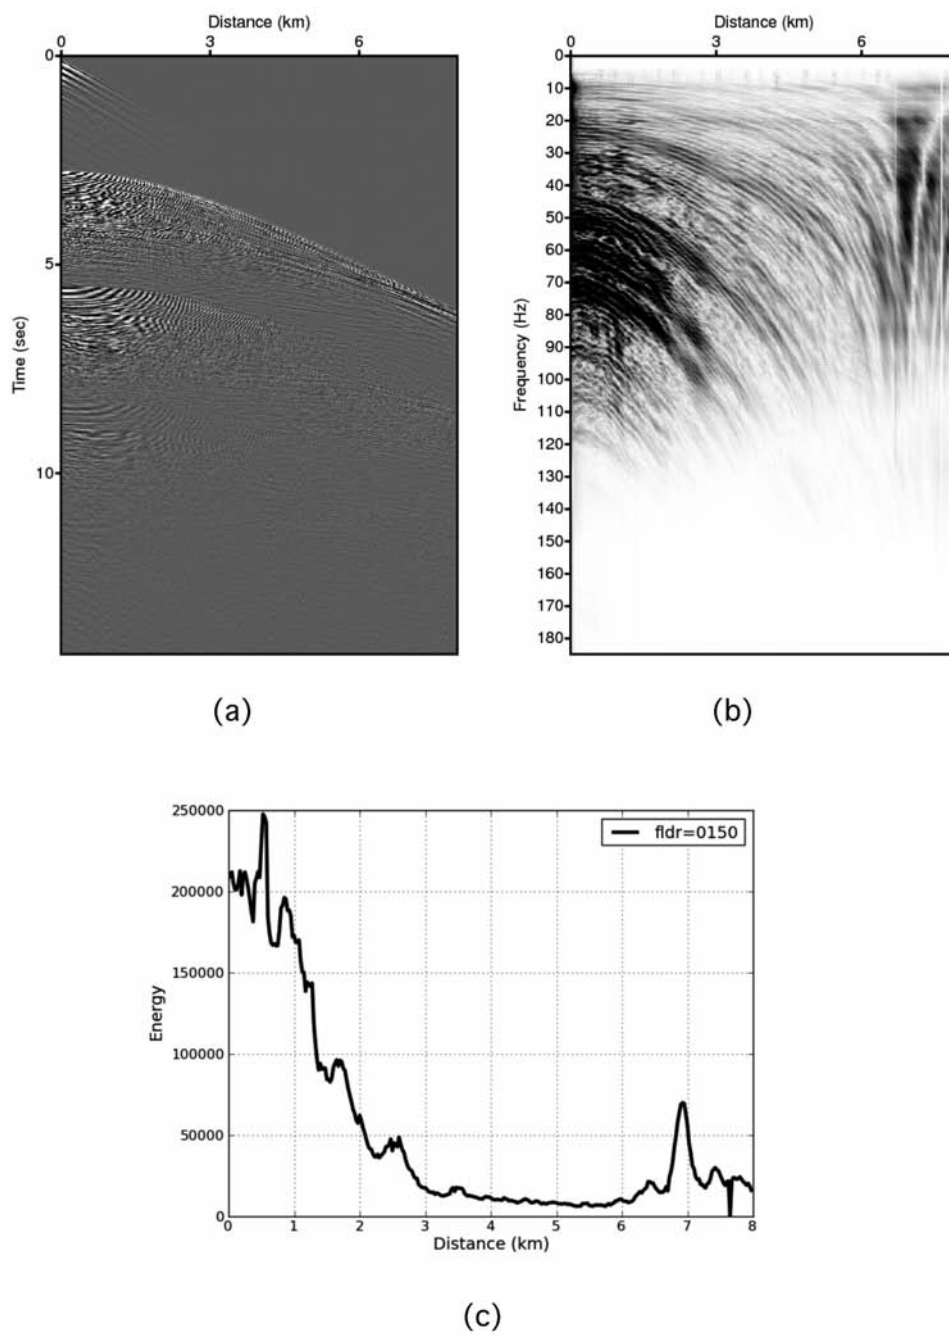 Distance (km)
0 3 6
0
5
10
Time (sec)
(a)
Distance (km)
0 3 6
0
10
20
30
40
50
60
70
80
90
100
110
120
130
140
150
160
170
180
Frequency (Hz)
(b)
250000
200000
150000
100000
50000
0
Energy
fldr=0150
0 1 2 3 4 5 6 7 8
Distance (km)
(c)